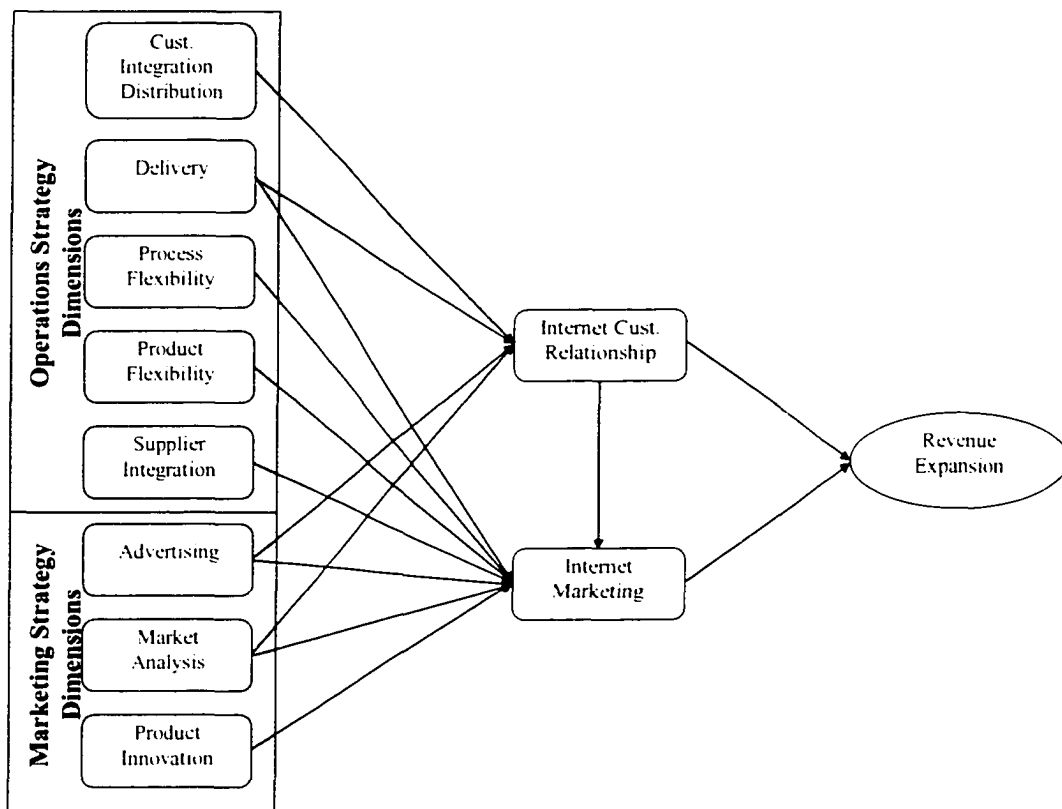 Operations Strategy
Dimensions
Cust.
Integration
Distribution
Delivery
Process
Flexibility
Product
Flexibility
Supplier
Integration
Marketing Strategy
Dimensions
Advertising
Market
Analysis
Product
Innovation
Internet Cust.
Relationship
Internet
Marketing
Revenue
Expansion